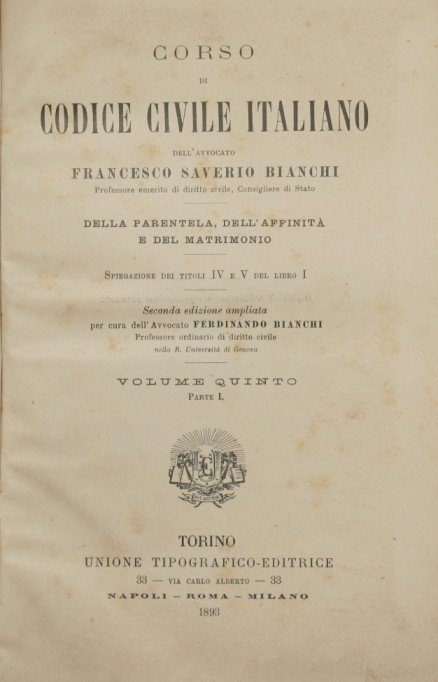 CORSO
DI
CODICE CIVILE ITALIANO
DELL'AVVOCATO
FRANCESCO SAVERIO BIANCHI
Professore emerito di diritto civile, Consigliere di Stato
DELLA PARENTELA, DELL'AFFINITÀ
E DEL MATRIMONIO
SPIEGAZIONE DEI TITOLI IV E V DEL LIBRO I
Seconda edizione ampliata
per cura dell'Avvocato FERDINANDO BIANCHI
Professore ordinario di diritto civile
nella R. Università di Genova
VOLUME QUINTO
PARTE I.
TORINO
UNIONE TIPOGRAFICO-EDITRICE
33 — VIA CARLO ALBERTO — 33
NAPOLI — ROMA — MILANO
1893